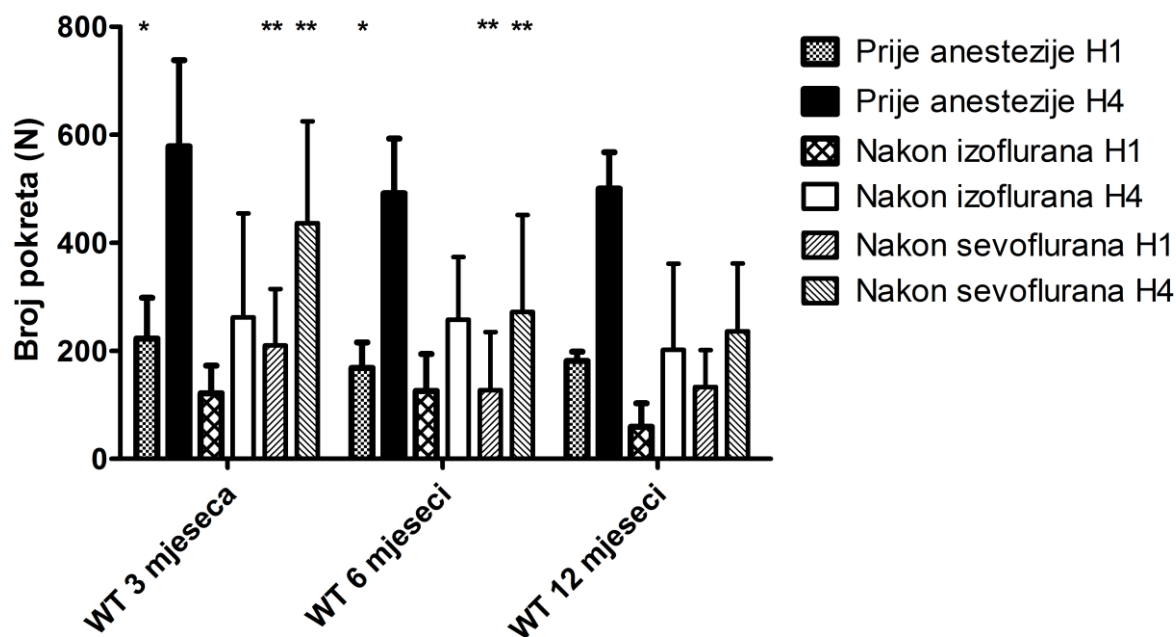 * ** ** * ** **
800
600
400
200
0
Broj pokreta (N)
WT 3 mjeseca
WT 6 mjeseci
WT 12 mjeseci
Prije anestezije H1
Prije anestezije H4
Nakon izoflurana H1
Nakon izoflurana H4
Nakon sevoflurana H1
Nakon sevoflurana H4